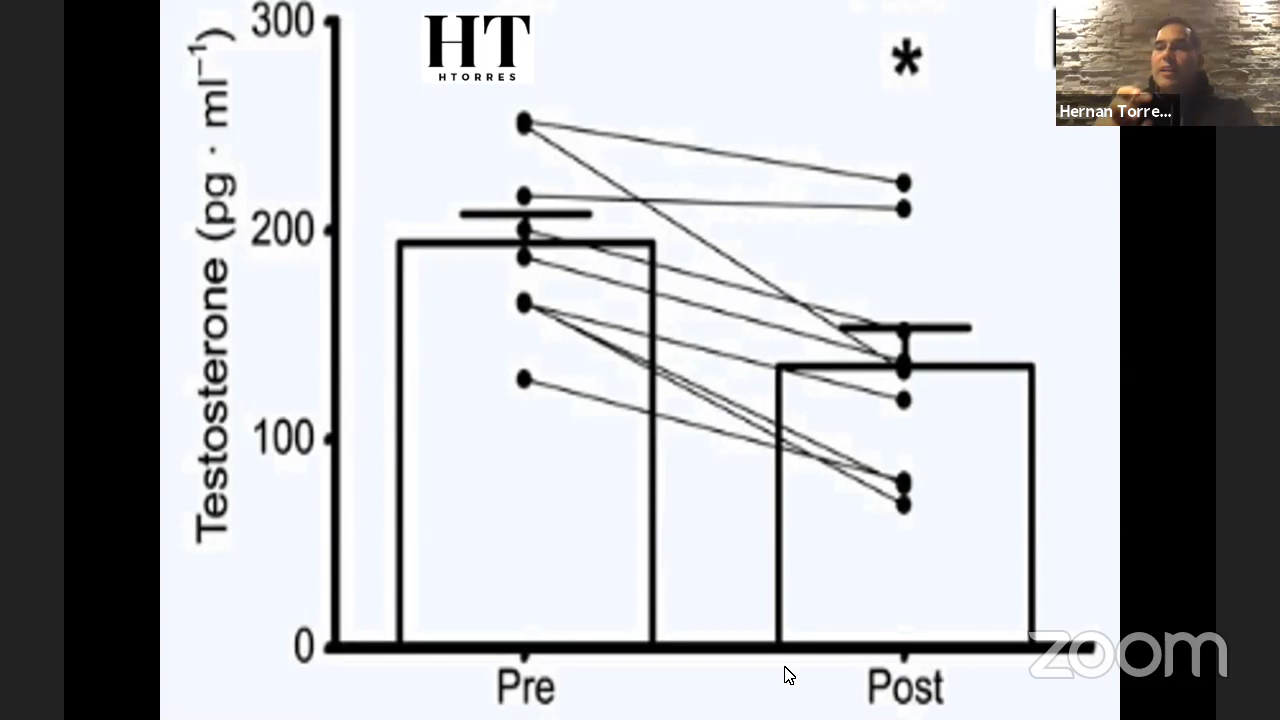 300
HT
HTORRES
*
Hernan Torre...
Testosterone (pg · ml⁻¹)
200
100
0
Pre
Post
zoom